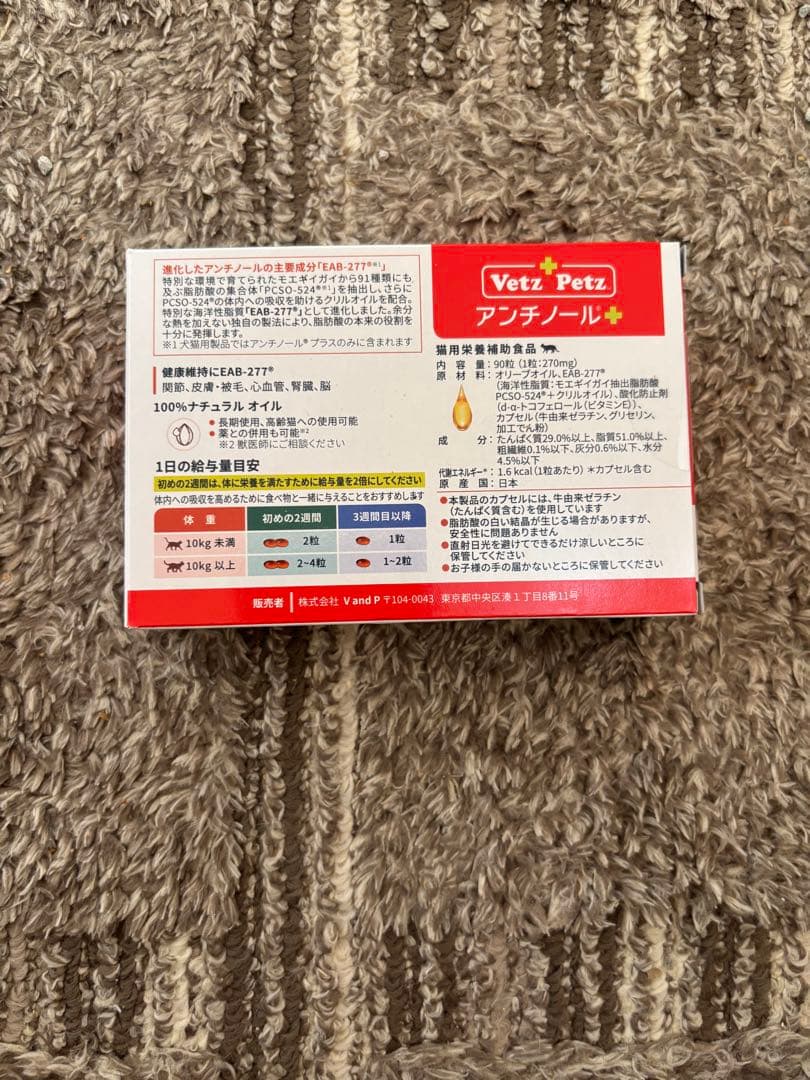 進化したアンチノールの主要成分「EAB-277®※1」
特別な環境で育てられたモエギイガイから91種類にも
及ぶ脂肪酸の集合体「PCSO-524®※1」を抽出し、さらに
PCSO-524®の体内への吸収を助けるクリルオイルを配合。
特別な海洋性脂質「EAB-277®」として進化しました。余分
な熱を加えない独自の製法により、脂肪酸の本来の役割を
十分に発揮します。
※1 犬猫用製品ではアンチノール® プラスのみに含まれます
健康維持にEAB-277®
関節、皮膚・被毛、心血管、腎臓、脳
100%ナチュラル オイル
● 長期使用、高齢猫への使用可能
● 薬との併用も可能※2
※2 獣医師にご相談ください
1日の給与量目安
初めの2週間は、体に栄養を満たすために給与量を2倍にしてください
体内への吸収を高めるために食べ物と一緒に与えることをおすすめします
体 重 初めの2週間 3週間目以降
10kg 未満 2粒 1粒
10kg 以上 2~4粒 1~2粒
Vetz Petz
アンチノール®
猫用栄養補助食品
内 容 量：90粒（1粒：270mg）
原 材 料：オリーブオイル、EAB-277®
（海洋性脂質：モエギイガイ抽出脂肪酸
PCSO-524®＋クリルオイル）、酸化防止剤
（d-α-トコフェロール（ビタミンE））、
カプセル（牛由来ゼラチン、グリセリン、
加工でん粉）
成 分：たんぱく質29.0%以上、脂質51.0%以上、
粗繊維0.1%以下、灰分0.6%以下、水分
4.5%以下
代謝エネルギー*：1.6 kcal（1粒あたり）＊カプセル含む
原 産 国：日本
●本製品のカプセルには、牛由来ゼラチン
（たんぱく質含む）を使用しています
●脂肪酸の白い結晶が生じる場合がありますが、
安全性に問題ありません
●直射日光を避けてできるだけ涼しいところに
保管してください
●お子様の手の届かないところに保管してください
販売者 株式会社 V and P 〒104-0043 東京都中央区湊１丁目8番11号